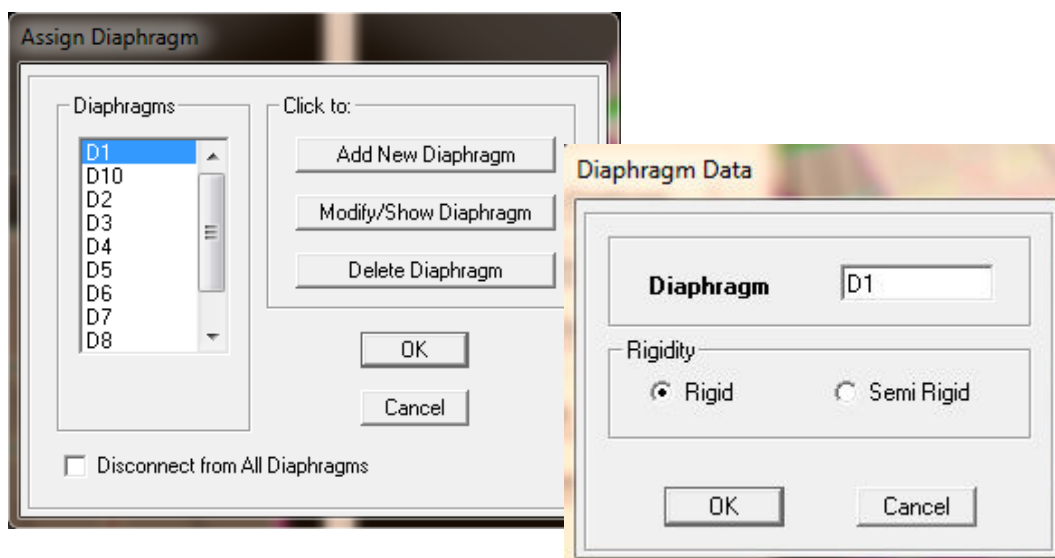 Assign Diaphragm
Diaphragms
D1
D10
D2
D3
D4
D5
D6
D7
D8
Click to:
Add New Diaphragm
Modify/Show Diaphragm
Delete Diaphragm
OK
Cancel
Disconnect from All Diaphragms
Diaphragm Data
Diaphragm
D1
Rigidity
Rigid
Semi Rigid
OK
Cancel